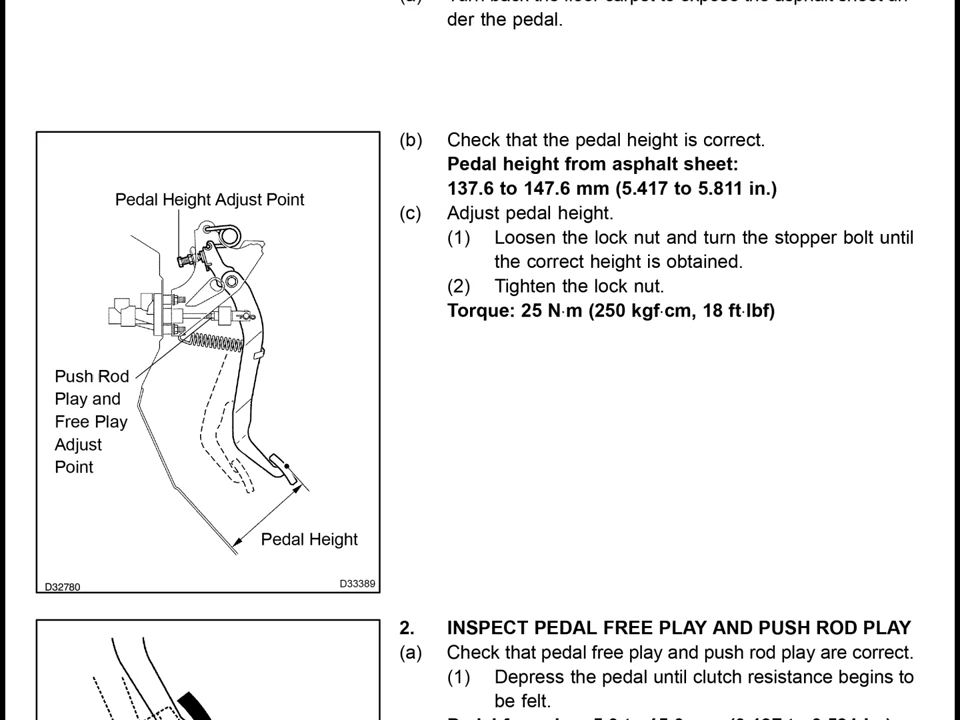 der the pedal.
(b) Check that the pedal height is correct.
Pedal height from asphalt sheet:
137.6 to 147.6 mm (5.417 to 5.811 in.)
(c) Adjust pedal height.
(1) Loosen the lock nut and turn the stopper bolt until
the correct height is obtained.
(2) Tighten the lock nut.
Torque: 25 N·m (250 kgf·cm, 18 ft·lbf)
Pedal Height Adjust Point
Push Rod
Play and
Free Play
Adjust
Point
Pedal Height
D32780
D33389
2. INSPECT PEDAL FREE PLAY AND PUSH ROD PLAY
(a) Check that pedal free play and push rod play are correct.
(1) Depress the pedal until clutch resistance begins to
be felt.